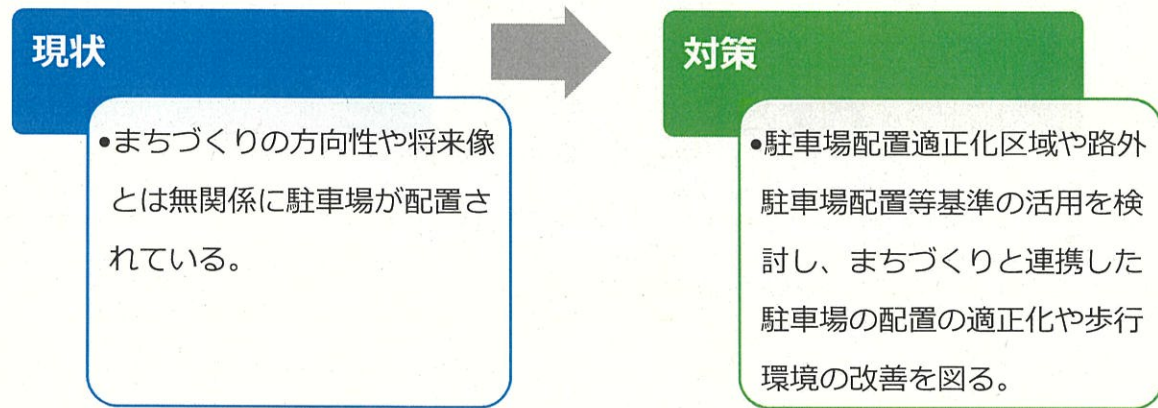 現状
•まちづくりの方向性や将来像
とは無関係に駐車場が配置さ
れている。
対策
•駐車場配置適正化区域や路外
駐車場配置等基準の活用を検
討し、まちづくりと連携した
駐車場の配置の適正化や歩行
環境の改善を図る。